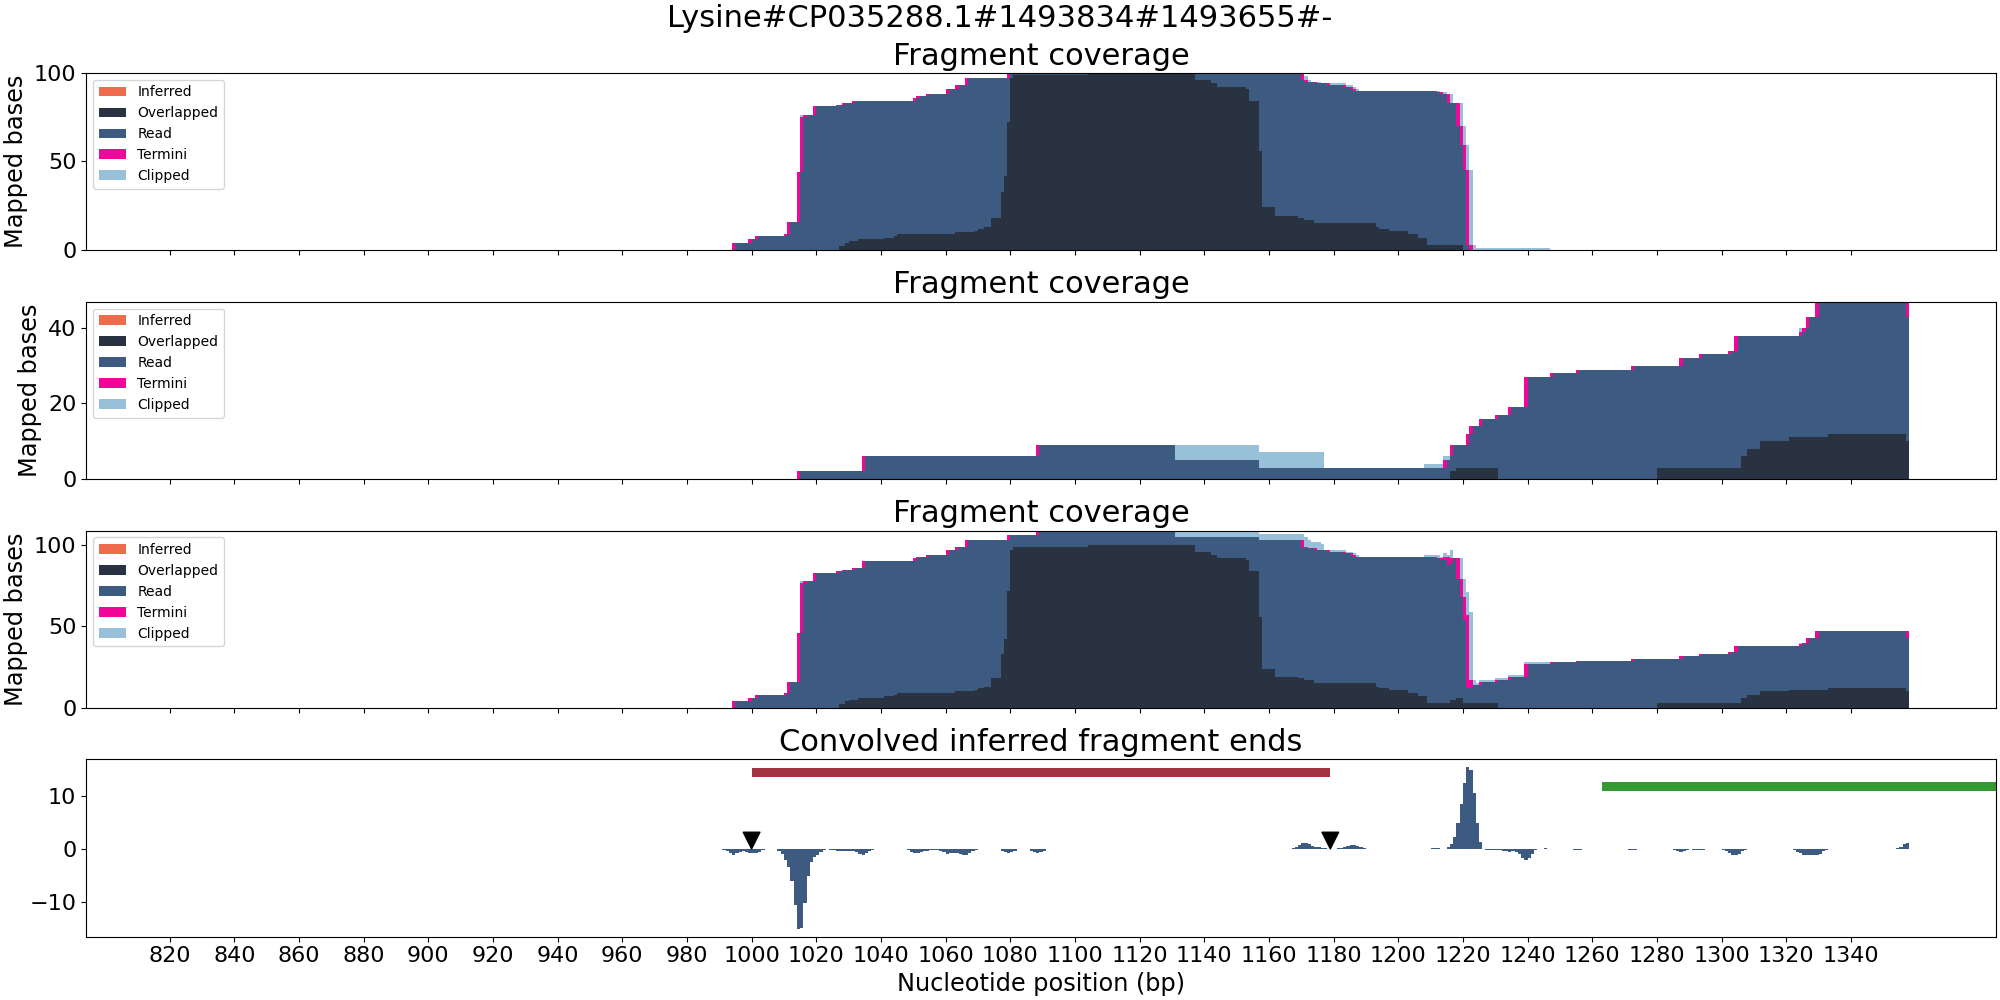 Lysine#CP035288.1#1493834#1493655#-
Fragment coverage
Mapped bases
100
50
0
Inferred
Overlapped
Read
Termini
Clipped
Fragment coverage
Mapped bases
40
20
0
Inferred
Overlapped
Read
Termini
Clipped
Fragment coverage
Mapped bases
100
50
0
Inferred
Overlapped
Read
Termini
Clipped
Convolved inferred fragment ends
10
0
−10
820 840 860 880 900 920 940 960 980 1000 1020 1040 1060 1080 1100 1120 1140 1160 1180 1200 1220 1240 1260 1280 1300 1320 1340
Nucleotide position (bp)